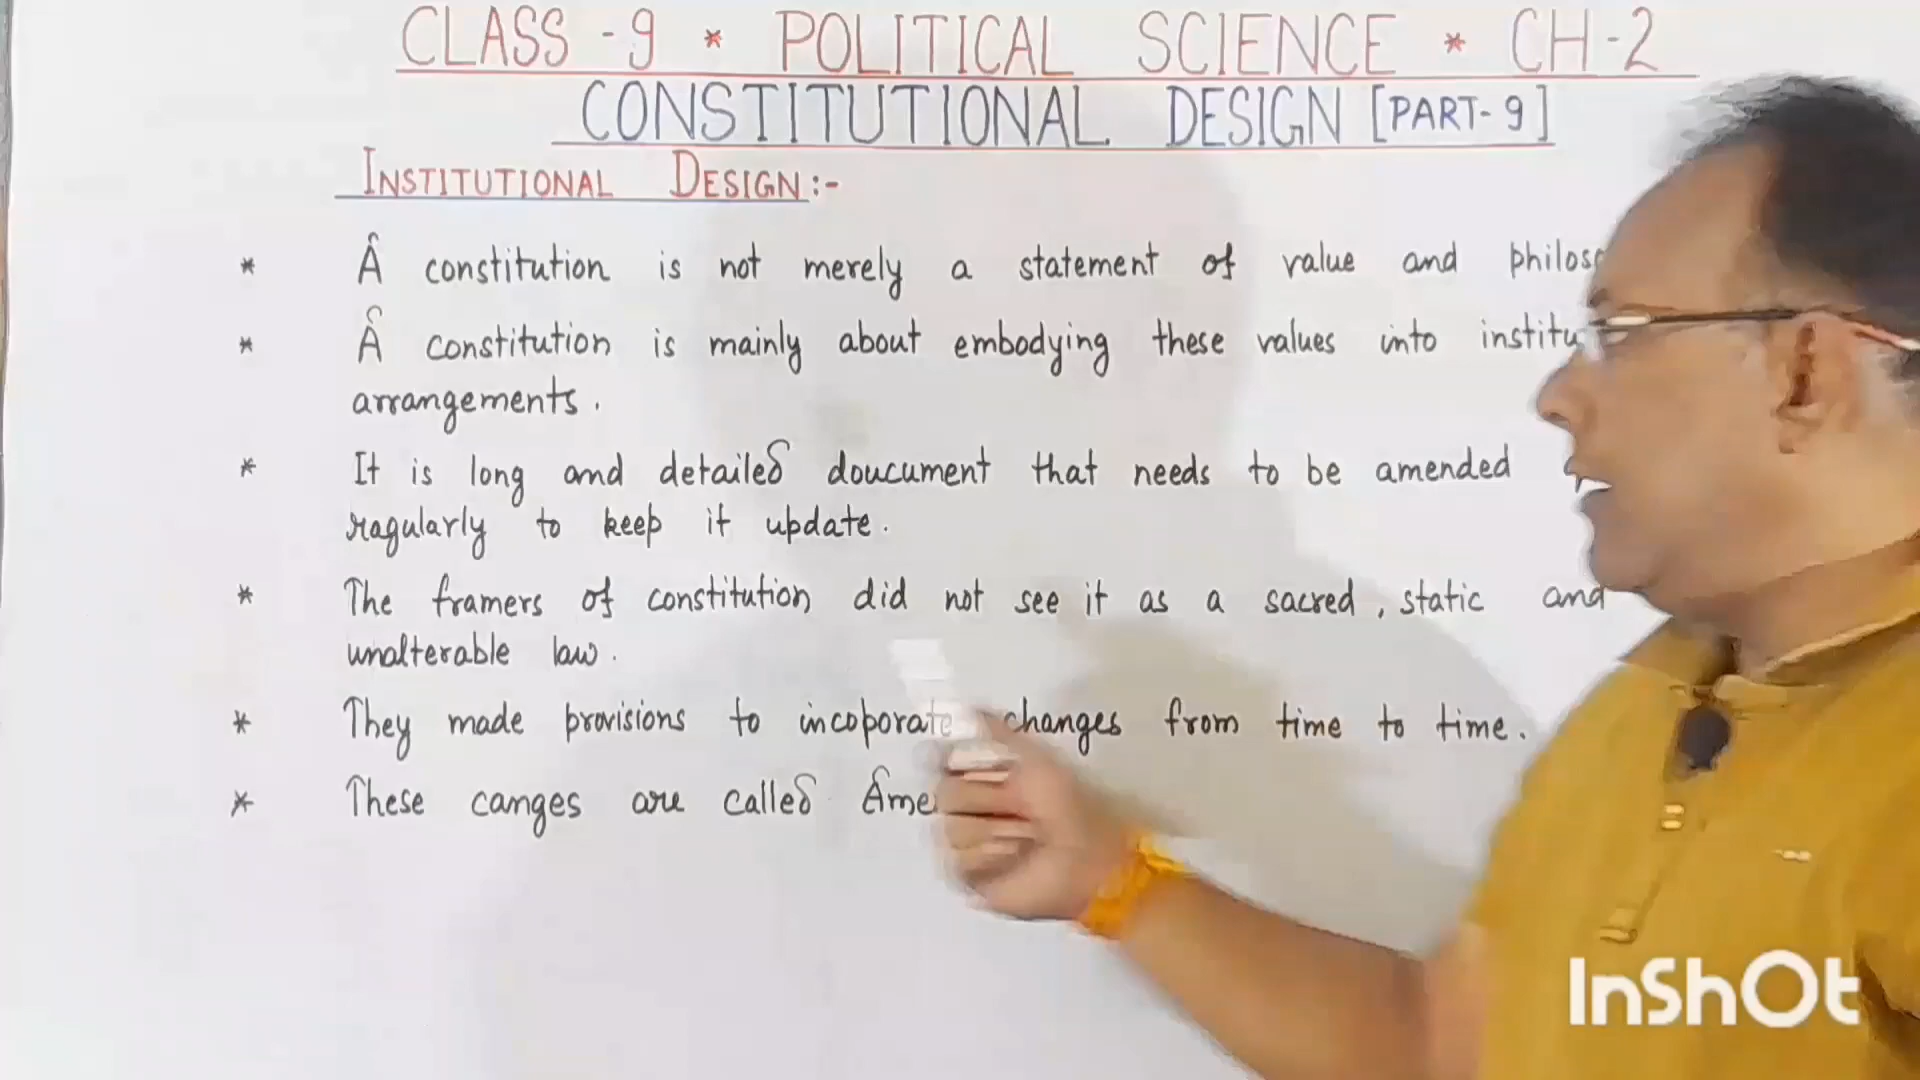 CLASS - 9 * POLITICAL SCIENCE * CH-2
CONSTITUTIONAL DESIGN [PART- 9]
INSTITUTIONAL DESIGN:-
* A constitution is not merely a statement of value and
* A constitution is mainly about embodying these values into
arrangements.
* It is long and detailed doucument that needs to be amended
ragularly to keep it update.
* The framers of constitution did not see it as a sacred, static and
unalterable law.
* They made provisions to incoporate changes from time to time.
* These canges are called
InShOt